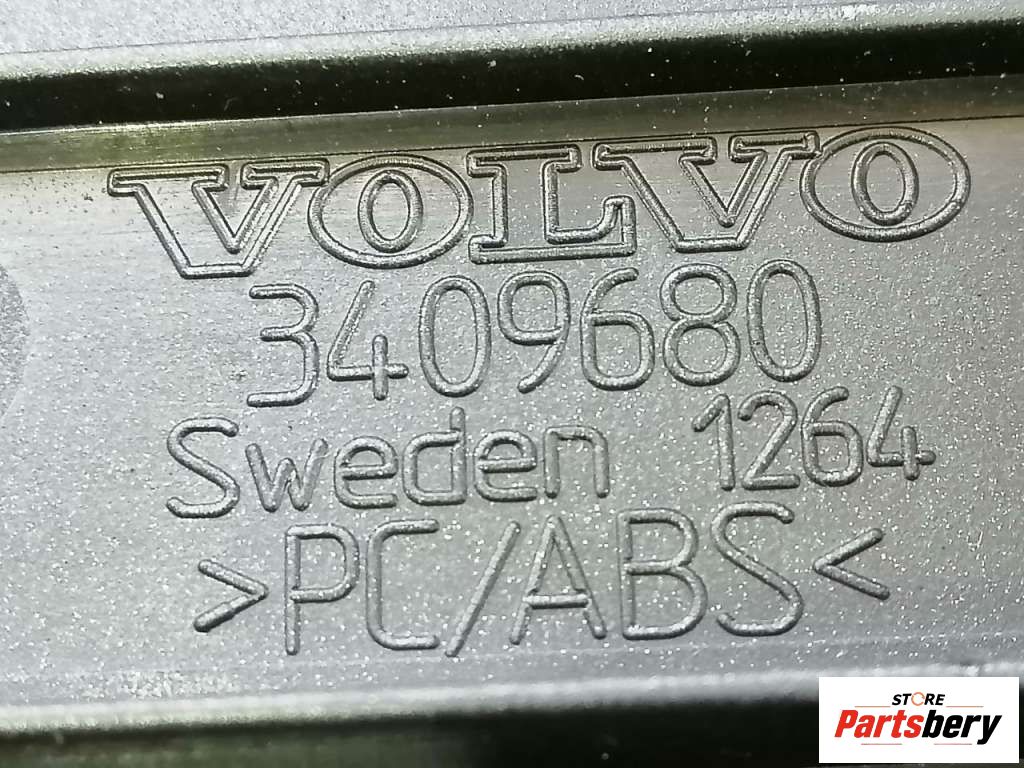 VOLVO
3409680
Sweden 1264
>PC/ABS<
STORE
Partsbery